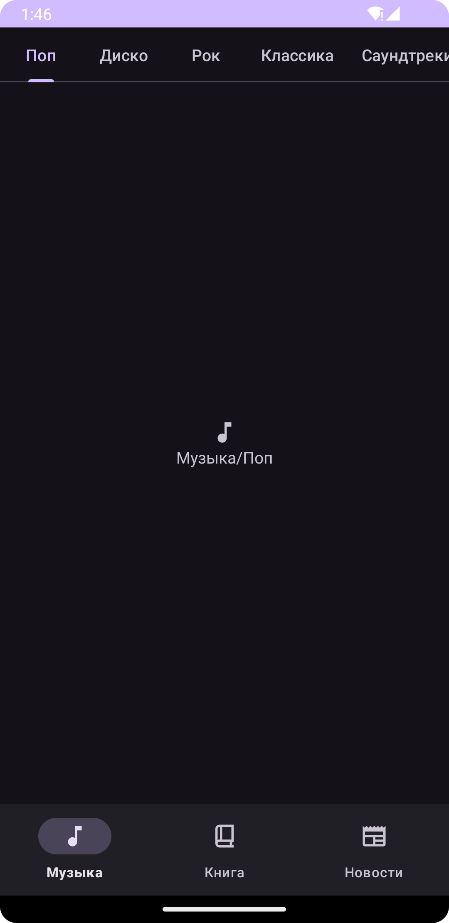 1:46
Поп Диско Рок Классика Саундтреки
Музыка/Поп
Музыка Книга Новости